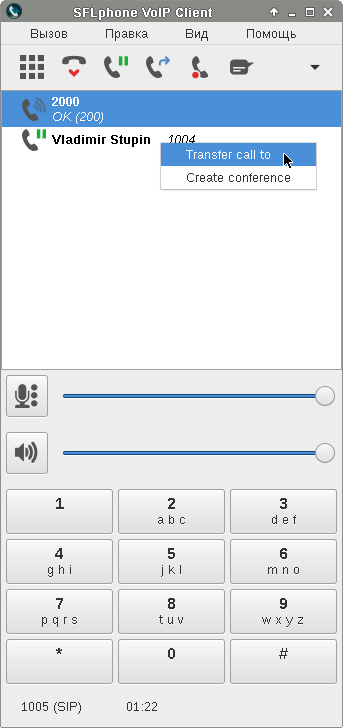 SFLphone VoIP Client
Вызов Правка Вид Помощь
2000
OK (200)
Vladimir Stupin 1004
Transfer call to
Create conference
1 2 3
a b c d e f
4 5 6
g h i j k l m n o
7 8 9
p q r s t u v w x y z
* 0 #
1005 (SIP) 01:22